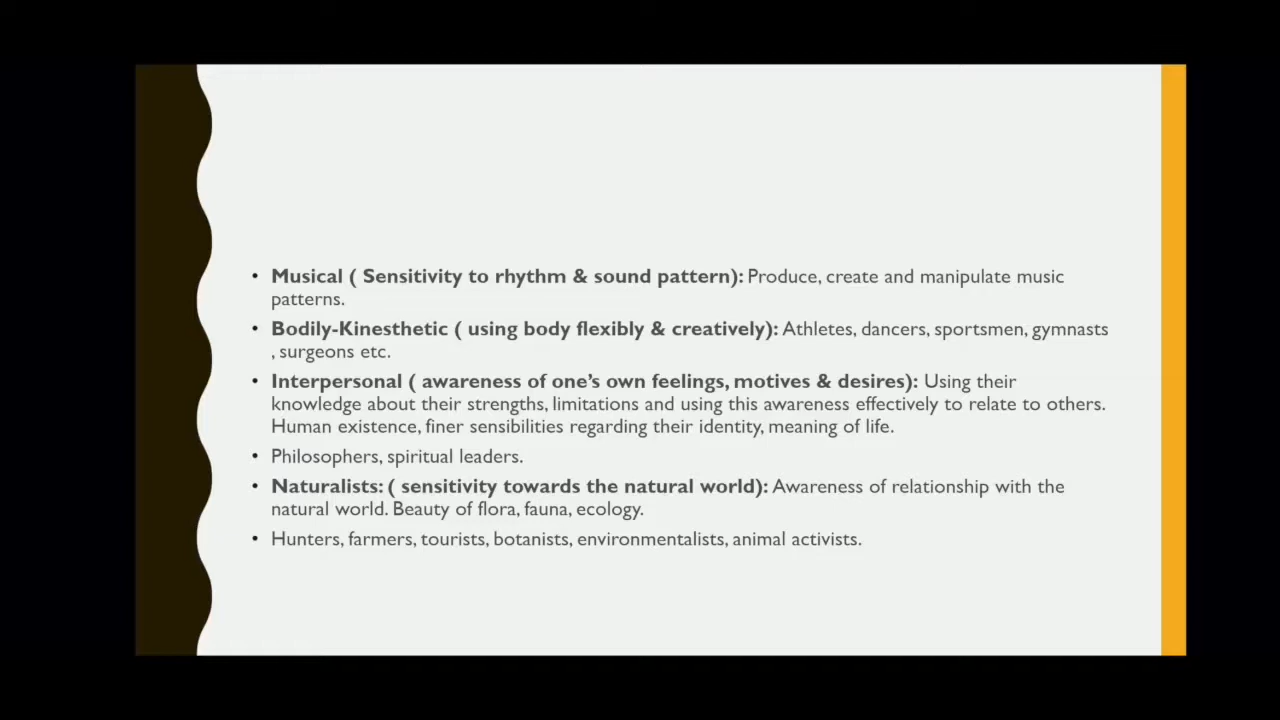 • Musical ( Sensitivity to rhythm & sound pattern): Produce, create and manipulate music
patterns.
• Bodily-Kinesthetic ( using body flexibly & creatively): Athletes, dancers, sportsmen, gymnasts
, surgeons etc.
• Interpersonal ( awareness of one's own feelings, motives & desires): Using their
knowledge about their strengths, limitations and using this awareness effectively to relate to others.
Human existence, finer sensibilities regarding their identity, meaning of life.
• Philosophers, spiritual leaders.
• Naturalists: ( sensitivity towards the natural world): Awareness of relationship with the
natural world. Beauty of flora, fauna, ecology.
• Hunters, farmers, tourists, botanists, environmentalists, animal activists.